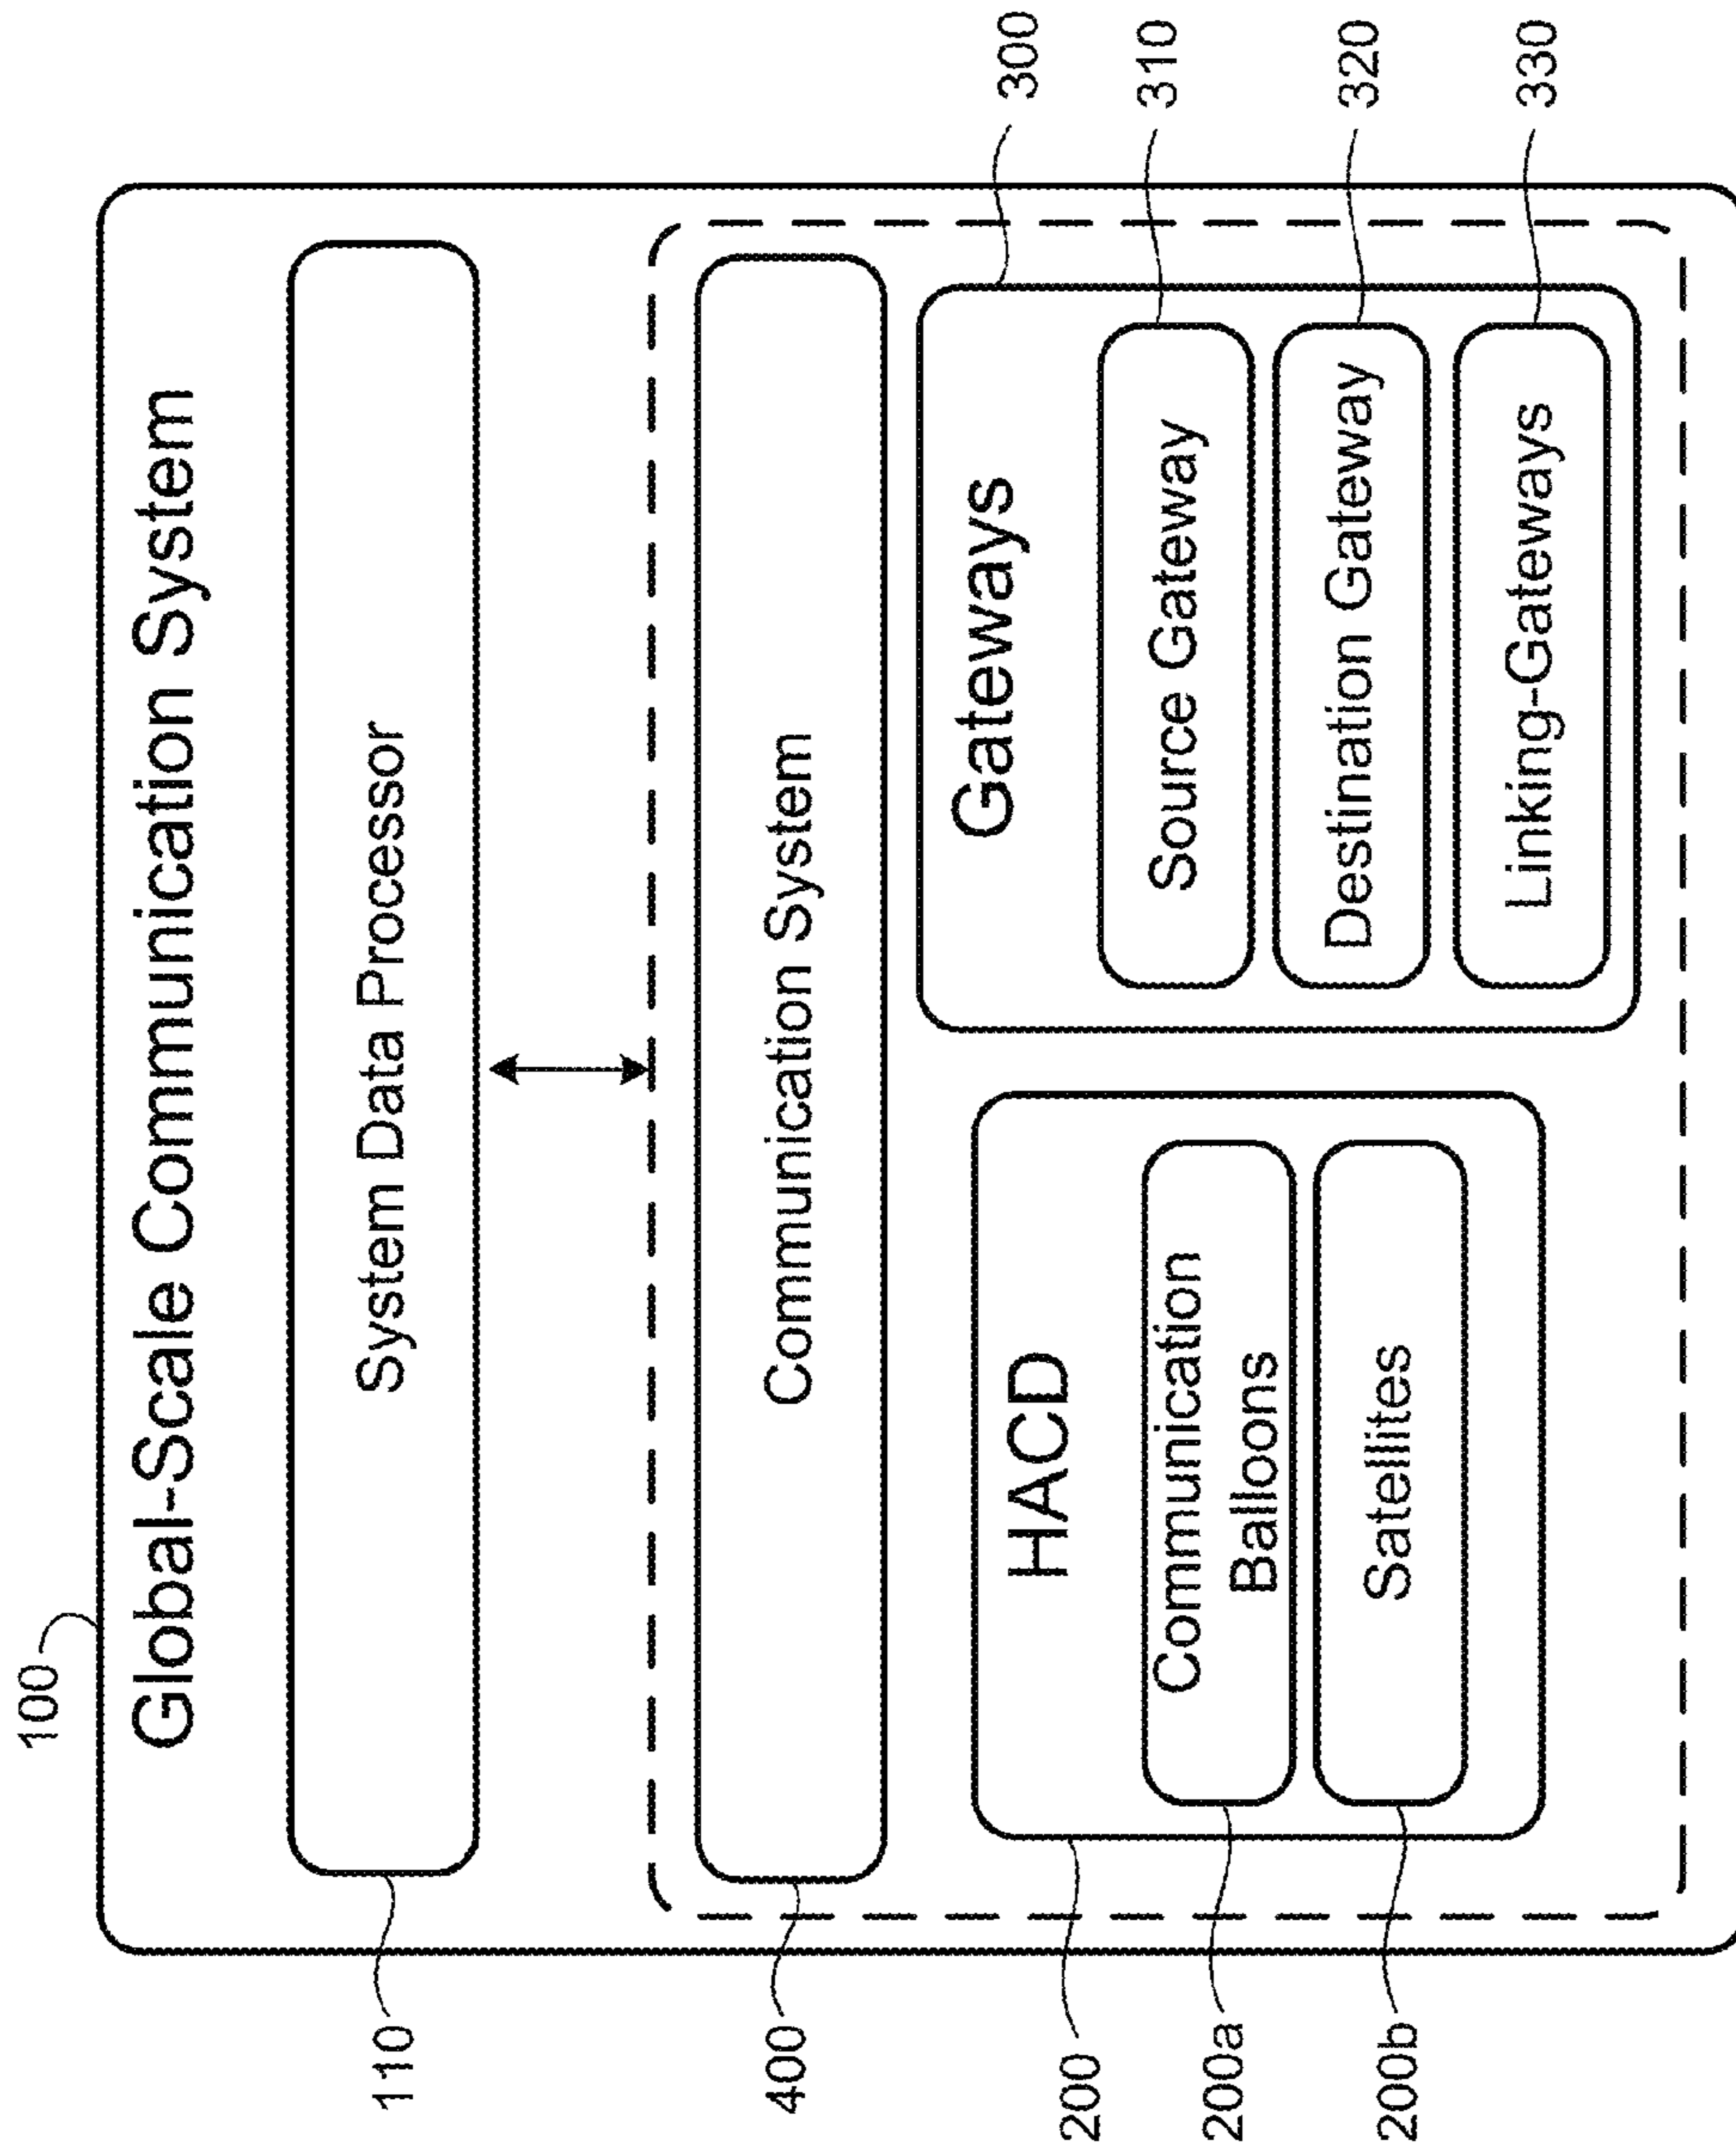 100
Global-Scale Communication System
110
System Data Processor
400
Communication System
200
HACD
200a
Communication
Balloons
200b
Satellites
300
Gateways
310
Source Gateway
320
Destination Gateway
330
Linking-Gateways